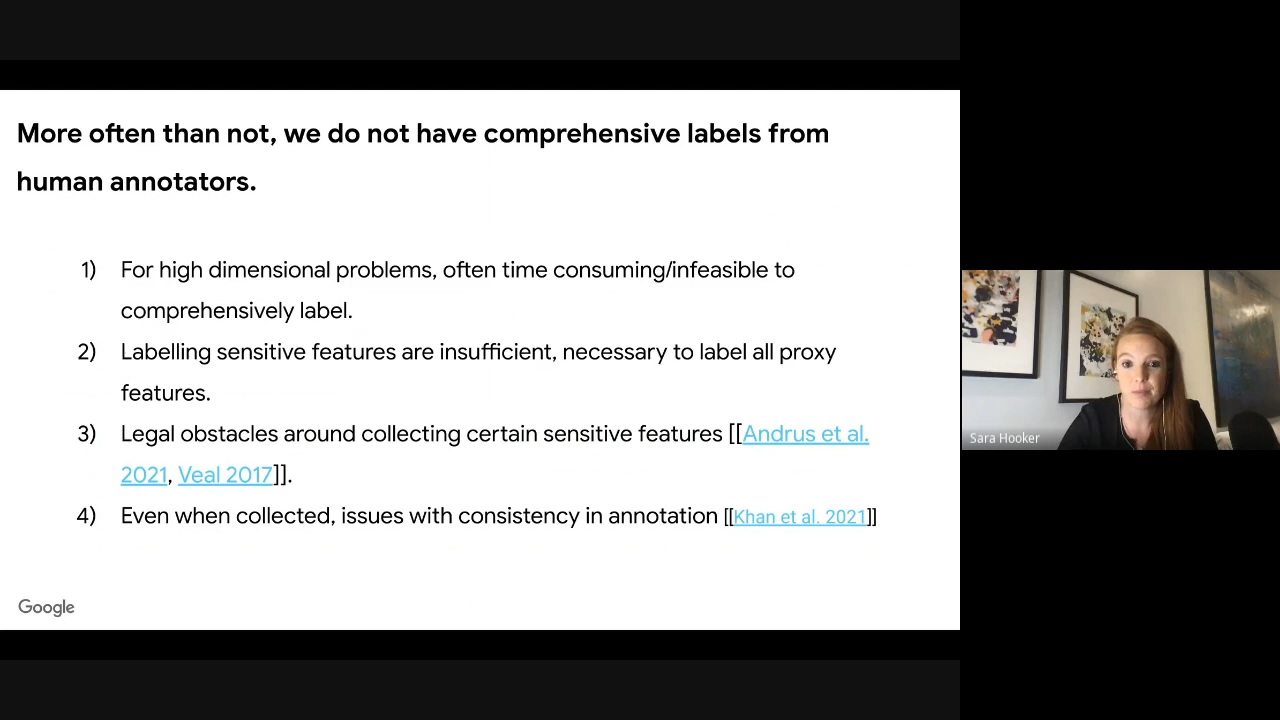 More often than not, we do not have comprehensive labels from
human annotators.
1) For high dimensional problems, often time consuming/infeasible to
comprehensively label.
2) Labelling sensitive features are insufficient, necessary to label all proxy
features.
3) Legal obstacles around collecting certain sensitive features [[Andrus et al.
2021, Veal 2017]].
4) Even when collected, issues with consistency in annotation [[Khan et al. 2021]]
Google
Sara Hooker